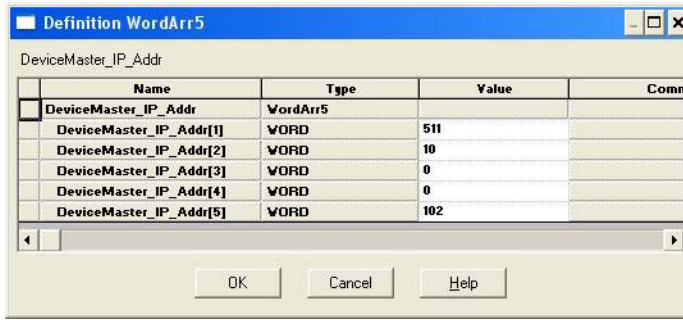 Definition WordArr5
DeviceMaster_IP_Addr
Name Type Value Comm
DeviceMaster_IP_Addr WordArr5
DeviceMaster_IP_Addr[1] WORD 511
DeviceMaster_IP_Addr[2] WORD 10
DeviceMaster_IP_Addr[3] WORD 0
DeviceMaster_IP_Addr[4] WORD 0
DeviceMaster_IP_Addr[5] WORD 102
OK Cancel Help